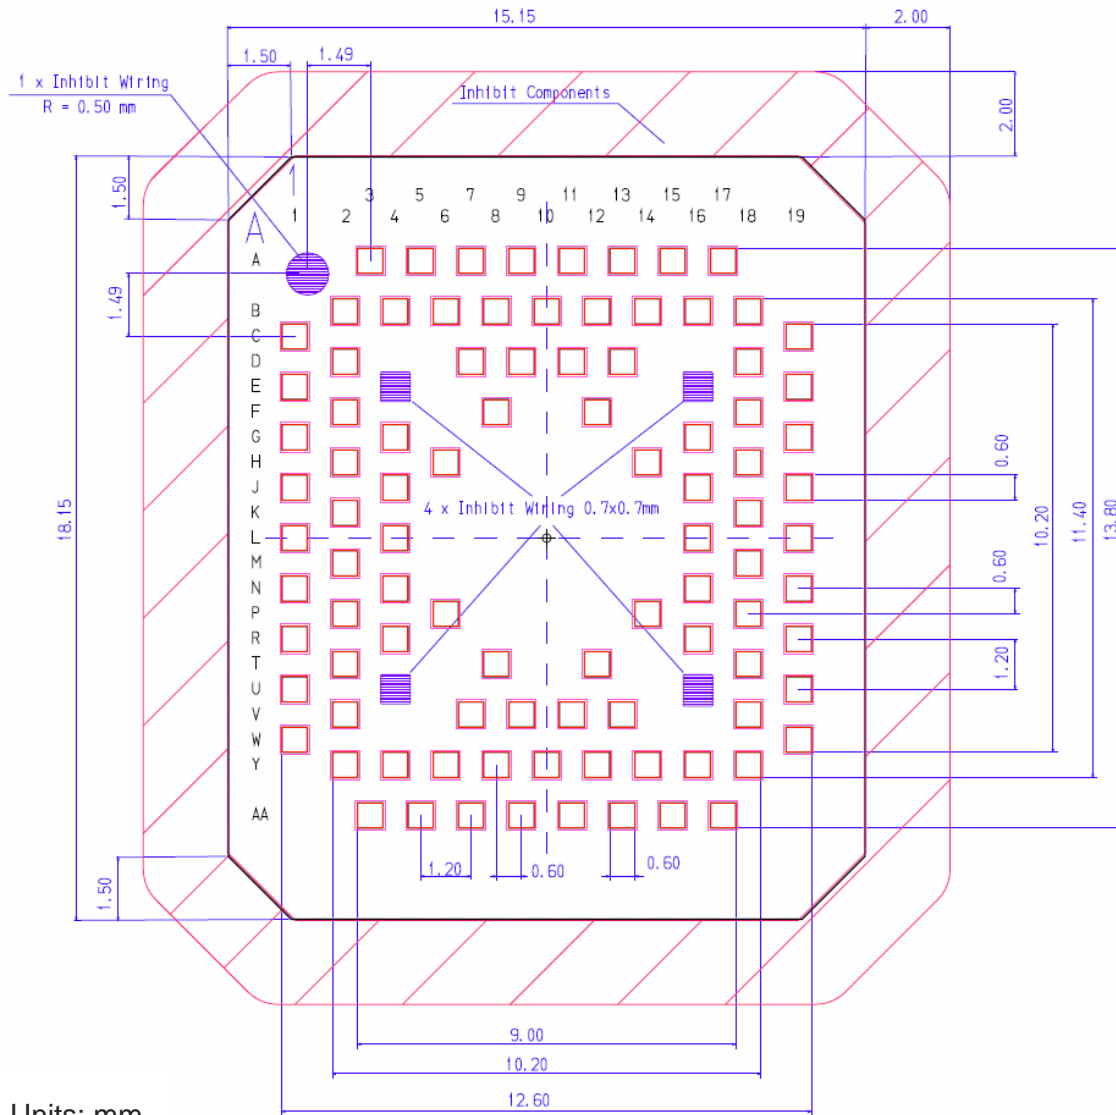 15.15
2.00
1.50
1.49
1 x Inhibit Wiring
R = 0.50 mm
Inhibit Components
2.00
1.50
1
3 5 7 9 11 13 15 17
1 2 4 6 8 10 12 14 16 18 19
A
A
1.49
B
C
D
E
F
G
0.60
H
J
4 x Inhibit Wiring 0.7x0.7mm
K
18.15
L
10.20
11.40
13.80
M
0.60
N
P
R
1.20
T
U
V
W
Y
AA
1.20
0.60
0.60
1.50
9.00
10.20
12.60
Units: mm